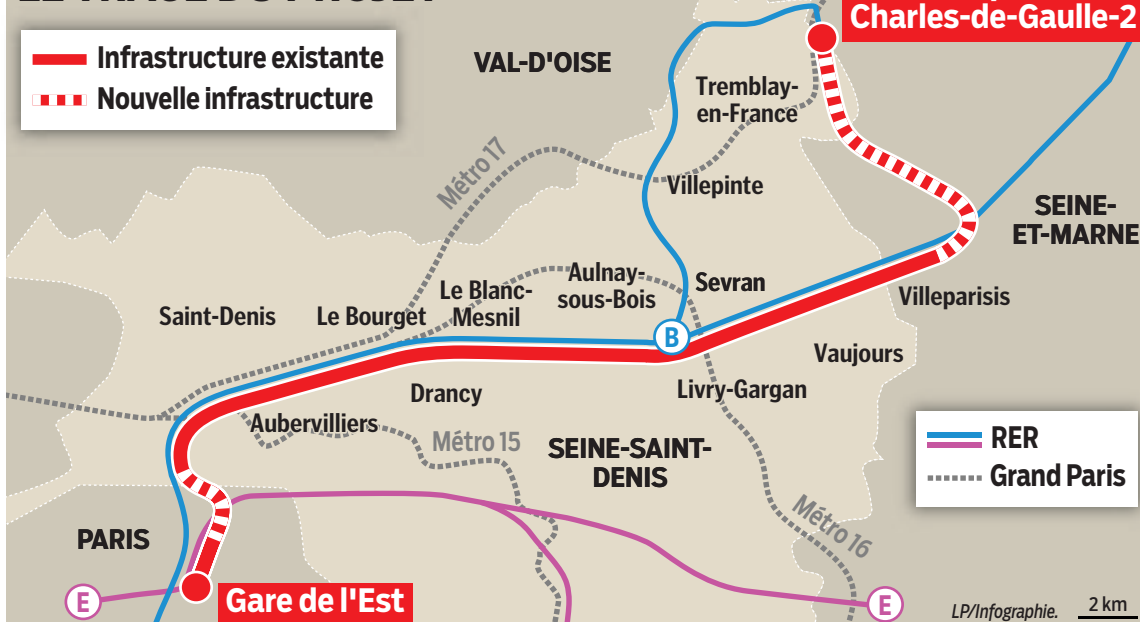 Charles-de-Gaulle-2
Infrastructure existante
Nouvelle infrastructure
VAL-D'OISE
Tremblay-
en-France
Métro 17
Villepinte
SEINE-
ET-MARNE
Aulnay-
sous-Bois
Sevran
Le Blanc-
Mesnil
Villeparisis
Saint-Denis
Le Bourget
B
Vaujours
Drancy
Livry-Gargan
Aubervilliers
Métro 15
SEINE-SAINT-
DENIS
RER
Grand Paris
Métro 16
PARIS
E
Gare de l'Est
E
LP/Infographie.
2 km